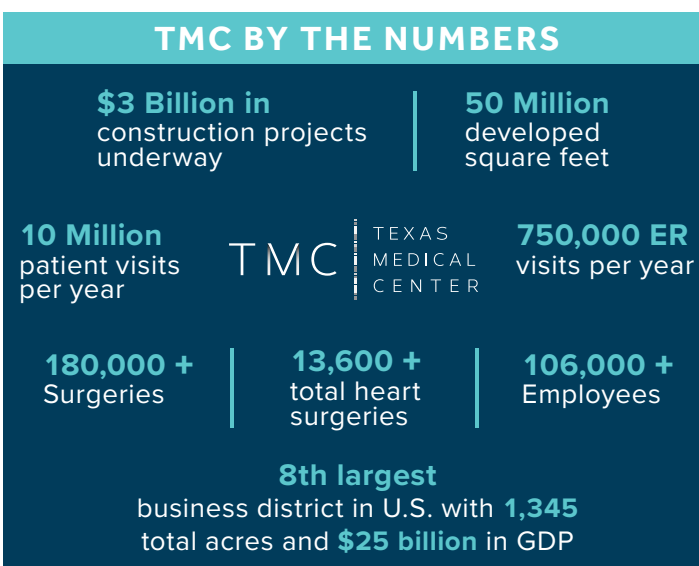 TMC BY THE NUMBERS
$3 Billion in
construction projects
underway
50 Million
developed
square feet
10 Million
patient visits
per year
TMC
TEXAS
MEDICAL
CENTER
750,000 ER
visits per year
180,000 +
Surgeries
13,600 +
total heart
surgeries
106,000 +
Employees
8th largest
business district in U.S. with 1,345
total acres and $25 billion in GDP